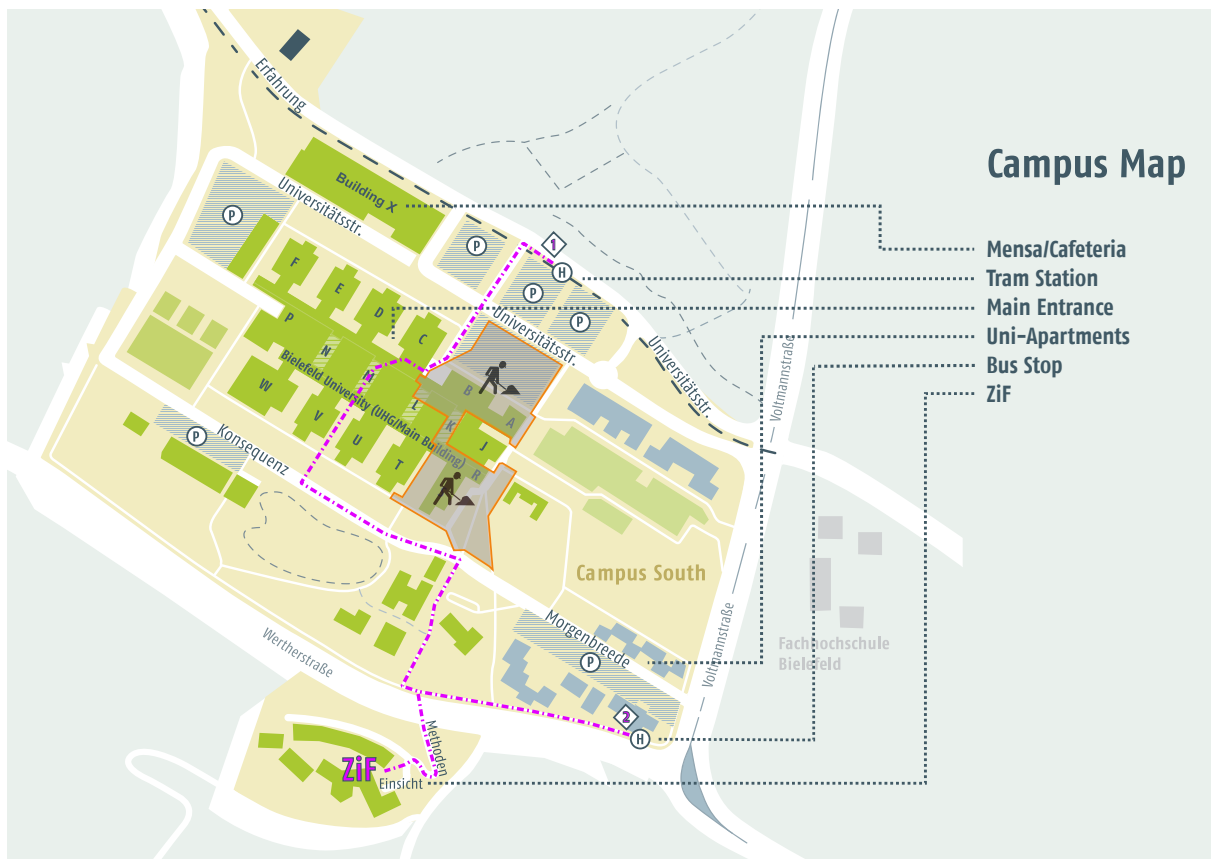 Campus Map
Mensa/Cafeteria
Tram Station
Main Entrance
Uni-Apartments
Bus Stop
ZiF
Erfahrung
Building X
Universitätsstr.
P
P
1
H
P
P
Universitätsstr.
Universitätsstr.
Voltmannstraße
F
E
D
C
P
N
M
L
K
B
A
J
R
W
V
U
T
Bielefeld University (UHG/Main Building)
P
Konsequenz
Campus South
Morgenbreede
P
Fachhochschule
Bielefeld
Voltmannstraße
Wertherstraße
2
H
Methoden
ZiF
Einsicht